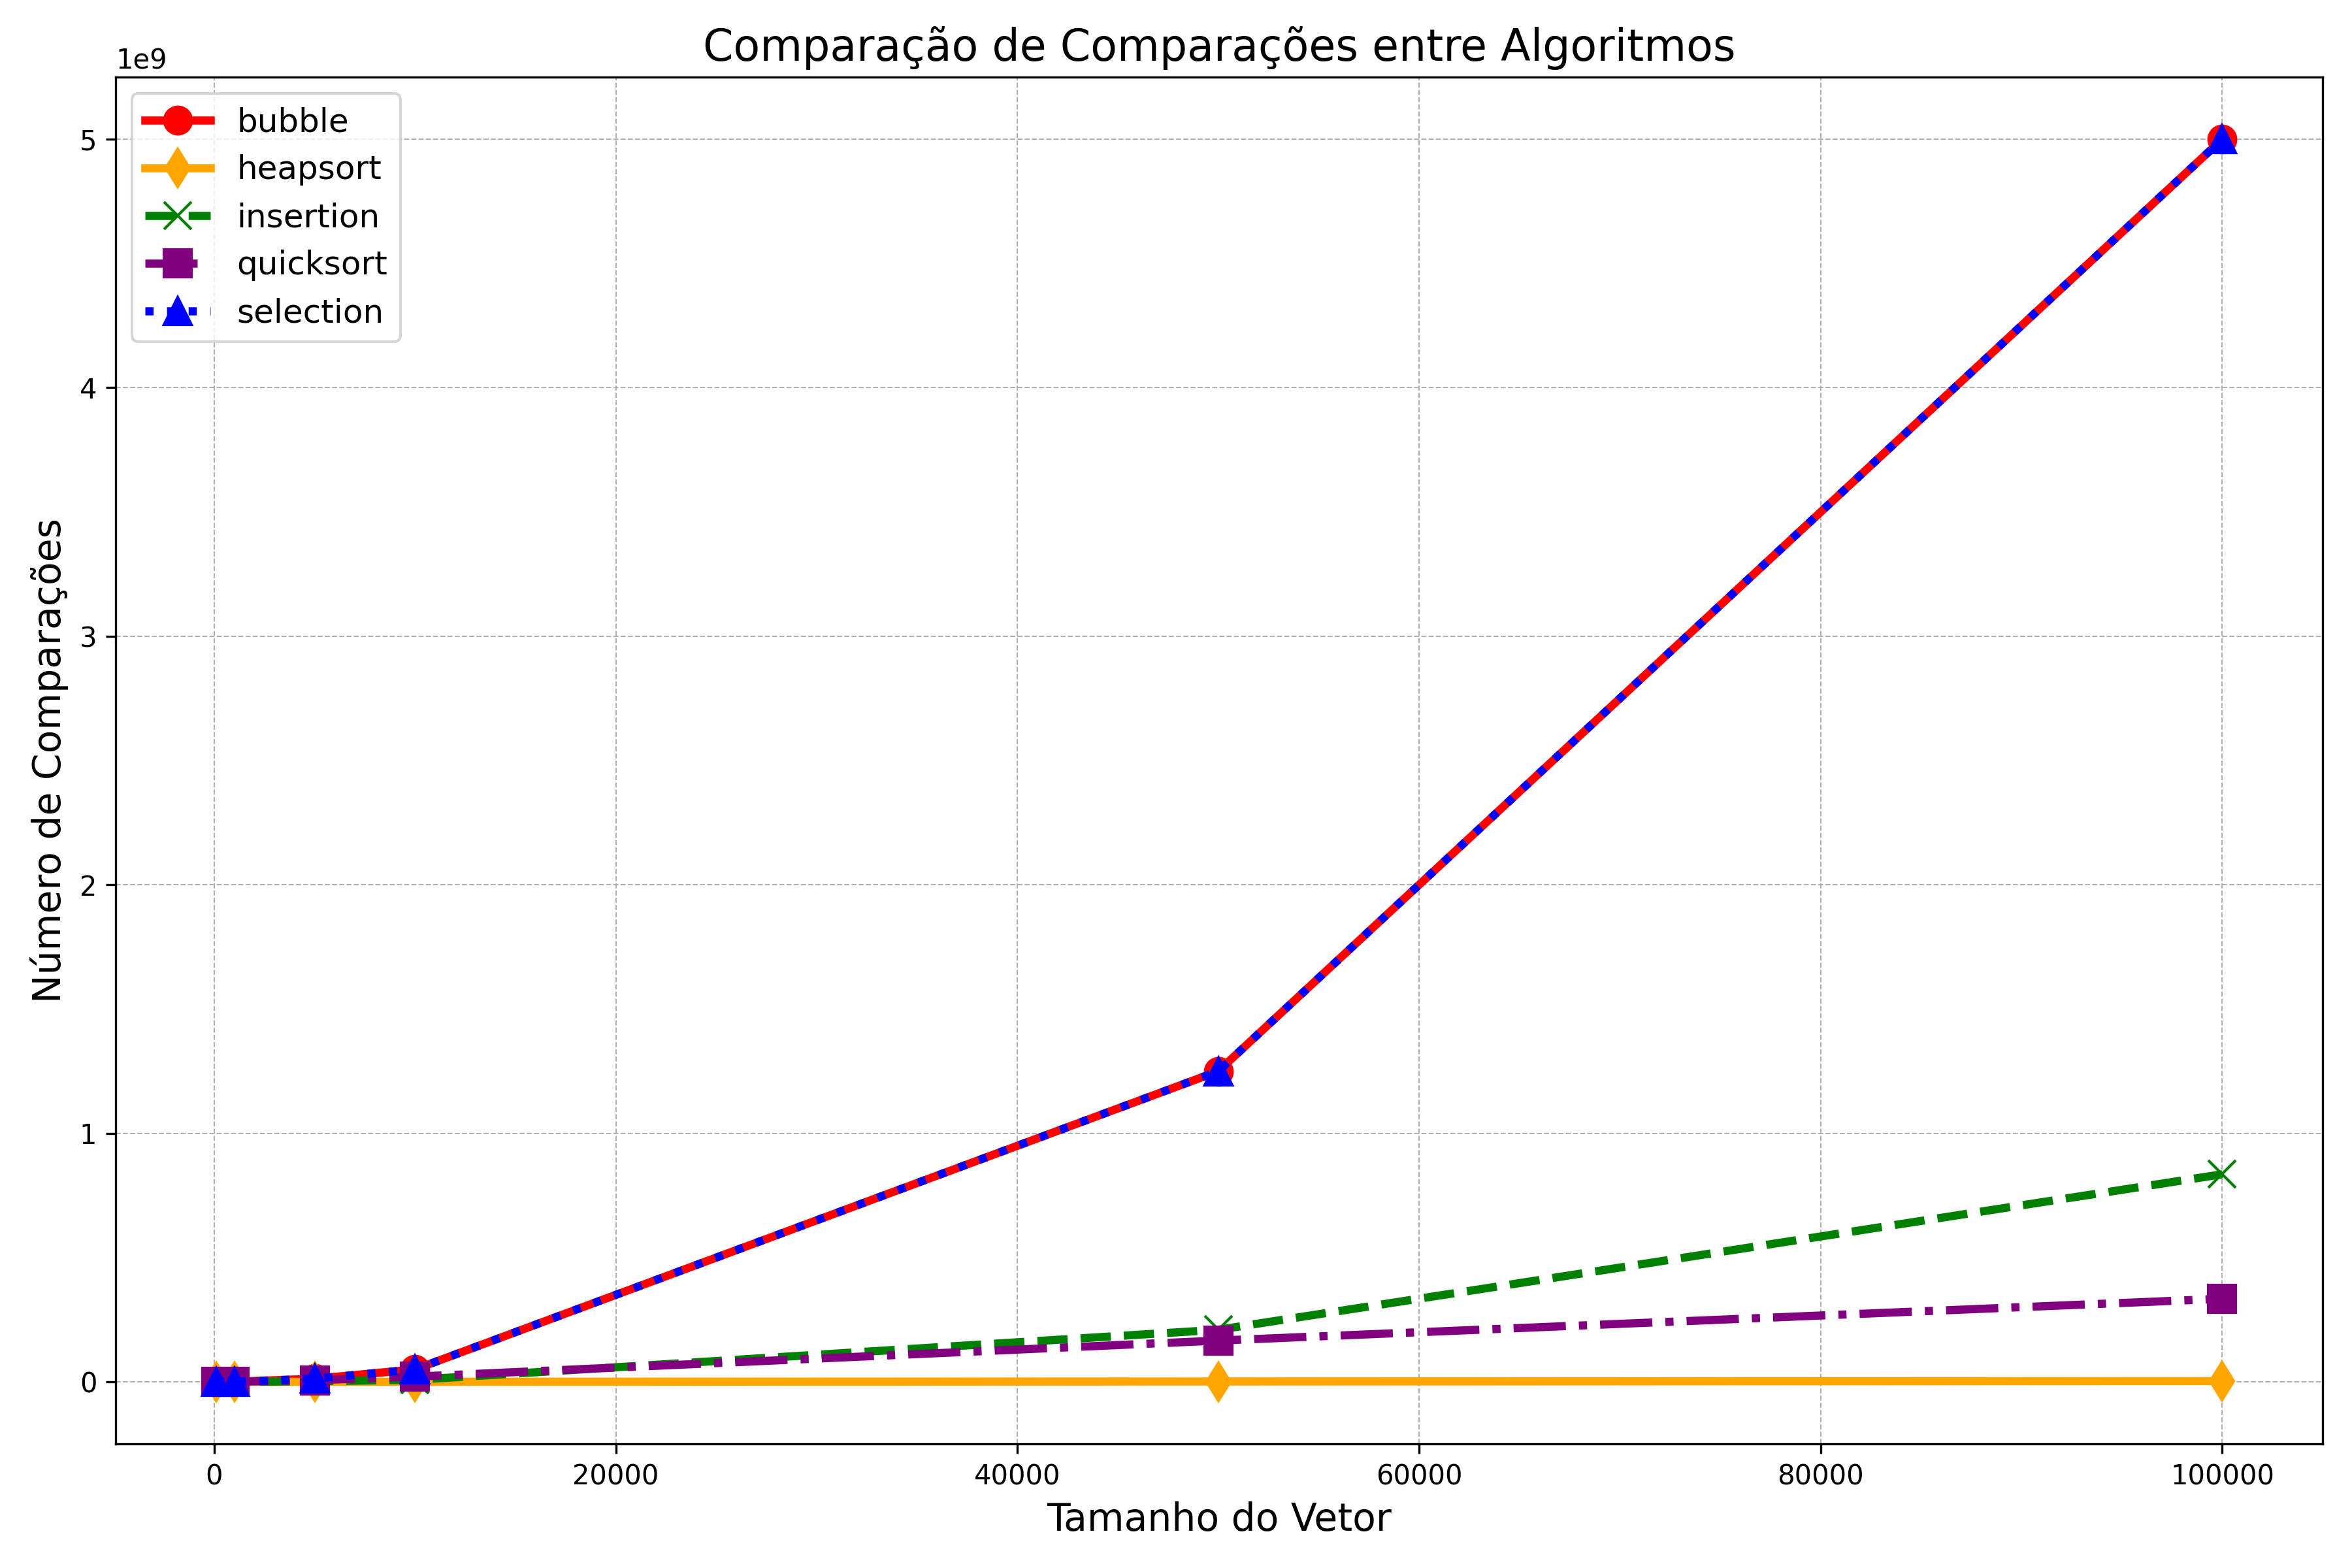 Comparação de Comparações entre Algoritmos
1e9
bubble
heapsort
insertion
quicksort
selection
5
4
3
2
1
0
Número de Comparações
0 20000 40000 60000 80000 100000
Tamanho do Vetor